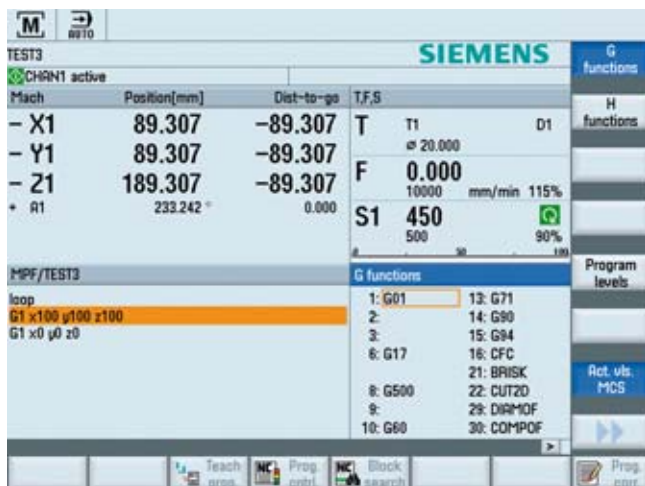 M
AUTO
TEST3
SIEMENS
CHAN1 active
Mach Position[mm] Dist-to-go
- X1 89.307 -89.307
- Y1 89.307 -89.307
- Z1 189.307 -89.307
+ A1 233.242 ° 0.000
T,F,S
T T1 D1
ø 20.000
F 0.000
10000 mm/min 115%
S1 450
500 90%
0 50 100
MPF/TEST3
loop
G1 x100 y100 z100
G1 x0 y0 z0
G functions
1: G01 13: G71
2: 14: G90
3: 15: G94
6: G17 16: CFC
21: BRISK
8: G500 22: CUT2D
9: 29: DIAMOF
10: G60 30: COMPOF
G functions
H functions
Program levels
Act. vls. MCS
Teach prog.
NC Prog. cntrl.
NC Block search
Prog. corr.